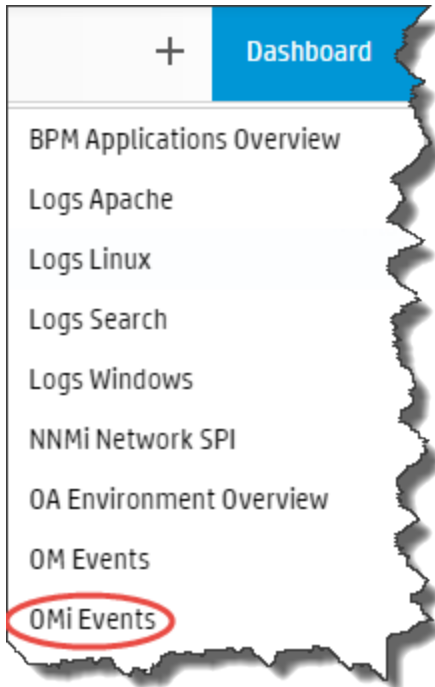 + Dashboard
BPM Applications Overview
Logs Apache
Logs Linux
Logs Search
Logs Windows
NNMi Network SPI
OA Environment Overview
OM Events
OMi Events